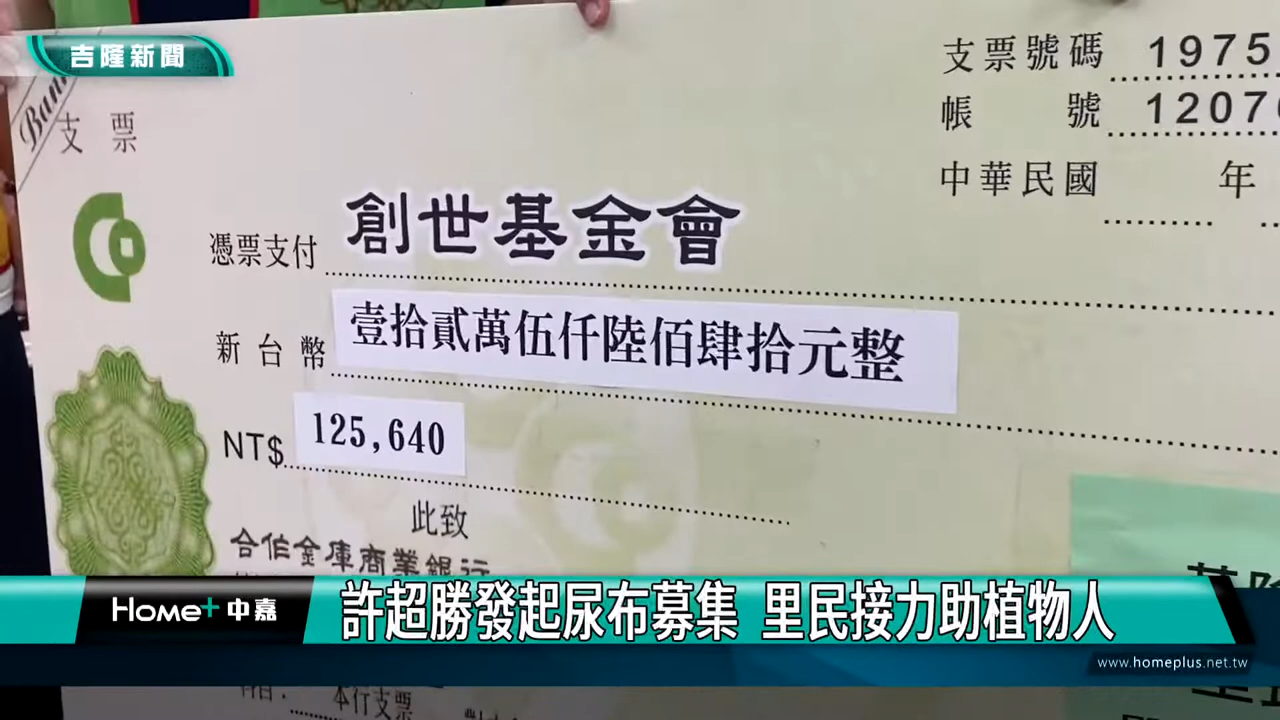 吉隆新聞
Bank
支票
支票號碼 1975
帳號 1207
中華民國 年
憑票支付 創世基金會
新台幣 壹拾貳萬伍仟陸佰肆拾元整
NT$ 125,640
此致
合作金庫商業銀行
Home+ 中嘉
許超勝發起尿布募集 里民接力助植物人
www.homeplus.net.tw
本行支票